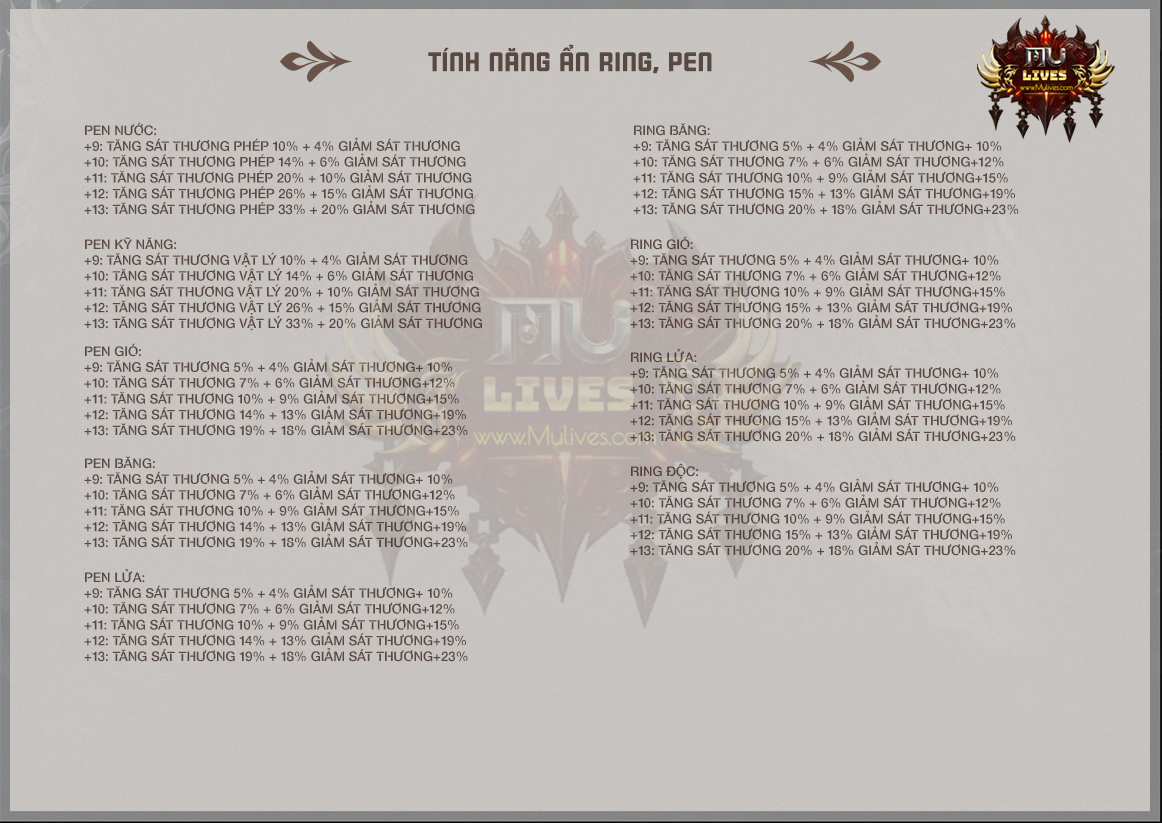 TÍNH NĂNG ẨN RING, PEN
MU
LIVES
www.Mulives.com
PEN NƯỚC:
+9: TĂNG SÁT THƯƠNG PHÉP 10% + 4% GIẢM SÁT THƯƠNG
+10: TĂNG SÁT THƯƠNG PHÉP 14% + 6% GIẢM SÁT THƯƠNG
+11: TĂNG SÁT THƯƠNG PHÉP 20% + 10% GIẢM SÁT THƯƠNG
+12: TĂNG SÁT THƯƠNG PHÉP 26% + 15% GIẢM SÁT THƯƠNG
+13: TĂNG SÁT THƯƠNG PHÉP 33% + 20% GIẢM SÁT THƯƠNG
PEN KỸ NĂNG:
+9: TĂNG SÁT THƯƠNG VẬT LÝ 10% + 4% GIẢM SÁT THƯƠNG
+10: TĂNG SÁT THƯƠNG VẬT LÝ 14% + 6% GIẢM SÁT THƯƠNG
+11: TĂNG SÁT THƯƠNG VẬT LÝ 20% + 10% GIẢM SÁT THƯƠNG
+12: TĂNG SÁT THƯƠNG VẬT LÝ 26% + 15% GIẢM SÁT THƯƠNG
+13: TĂNG SÁT THƯƠNG VẬT LÝ 33% + 20% GIẢM SÁT THƯƠNG
PEN GIÓ:
+9: TĂNG SÁT THƯƠNG 5% + 4% GIẢM SÁT THƯƠNG+ 10%
+10: TĂNG SÁT THƯƠNG 7% + 6% GIẢM SÁT THƯƠNG+12%
+11: TĂNG SÁT THƯƠNG 10% + 9% GIẢM SÁT THƯƠNG+15%
+12: TĂNG SÁT THƯƠNG 14% + 13% GIẢM SÁT THƯƠNG+19%
+13: TĂNG SÁT THƯƠNG 19% + 18% GIẢM SÁT THƯƠNG+23%
PEN BĂNG:
+9: TĂNG SÁT THƯƠNG 5% + 4% GIẢM SÁT THƯƠNG+ 10%
+10: TĂNG SÁT THƯƠNG 7% + 6% GIẢM SÁT THƯƠNG+12%
+11: TĂNG SÁT THƯƠNG 10% + 9% GIẢM SÁT THƯƠNG+15%
+12: TĂNG SÁT THƯƠNG 14% + 13% GIẢM SÁT THƯƠNG+19%
+13: TĂNG SÁT THƯƠNG 19% + 18% GIẢM SÁT THƯƠNG+23%
PEN LỬA:
+9: TĂNG SÁT THƯƠNG 5% + 4% GIẢM SÁT THƯƠNG+ 10%
+10: TĂNG SÁT THƯƠNG 7% + 6% GIẢM SÁT THƯƠNG+12%
+11: TĂNG SÁT THƯƠNG 10% + 9% GIẢM SÁT THƯƠNG+15%
+12: TĂNG SÁT THƯƠNG 14% + 13% GIẢM SÁT THƯƠNG+19%
+13: TĂNG SÁT THƯƠNG 19% + 18% GIẢM SÁT THƯƠNG+23%
RING BĂNG:
+9: TĂNG SÁT THƯƠNG 5% + 4% GIẢM SÁT THƯƠNG+ 10%
+10: TĂNG SÁT THƯƠNG 7% + 6% GIẢM SÁT THƯƠNG+12%
+11: TĂNG SÁT THƯƠNG 10% + 9% GIẢM SÁT THƯƠNG+15%
+12: TĂNG SÁT THƯƠNG 15% + 13% GIẢM SÁT THƯƠNG+19%
+13: TĂNG SÁT THƯƠNG 20% + 18% GIẢM SÁT THƯƠNG+23%
RING GIÓ:
+9: TĂNG SÁT THƯƠNG 5% + 4% GIẢM SÁT THƯƠNG+ 10%
+10: TĂNG SÁT THƯƠNG 7% + 6% GIẢM SÁT THƯƠNG+12%
+11: TĂNG SÁT THƯƠNG 10% + 9% GIẢM SÁT THƯƠNG+15%
+12: TĂNG SÁT THƯƠNG 15% + 13% GIẢM SÁT THƯƠNG+19%
+13: TĂNG SÁT THƯƠNG 20% + 18% GIẢM SÁT THƯƠNG+23%
RING LỬA:
+9: TĂNG SÁT THƯƠNG 5% + 4% GIẢM SÁT THƯƠNG+ 10%
+10: TĂNG SÁT THƯƠNG 7% + 6% GIẢM SÁT THƯƠNG+12%
+11: TĂNG SÁT THƯƠNG 10% + 9% GIẢM SÁT THƯƠNG+15%
+12: TĂNG SÁT THƯƠNG 15% + 13% GIẢM SÁT THƯƠNG+19%
+13: TĂNG SÁT THƯƠNG 20% + 18% GIẢM SÁT THƯƠNG+23%
RING ĐỘC:
+9: TĂNG SÁT THƯƠNG 5% + 4% GIẢM SÁT THƯƠNG+ 10%
+10: TĂNG SÁT THƯƠNG 7% + 6% GIẢM SÁT THƯƠNG+12%
+11: TĂNG SÁT THƯƠNG 10% + 9% GIẢM SÁT THƯƠNG+15%
+12: TĂNG SÁT THƯƠNG 15% + 13% GIẢM SÁT THƯƠNG+19%
+13: TĂNG SÁT THƯƠNG 20% + 18% GIẢM SÁT THƯƠNG+23%
MU
LIVES
www.Mulives.com